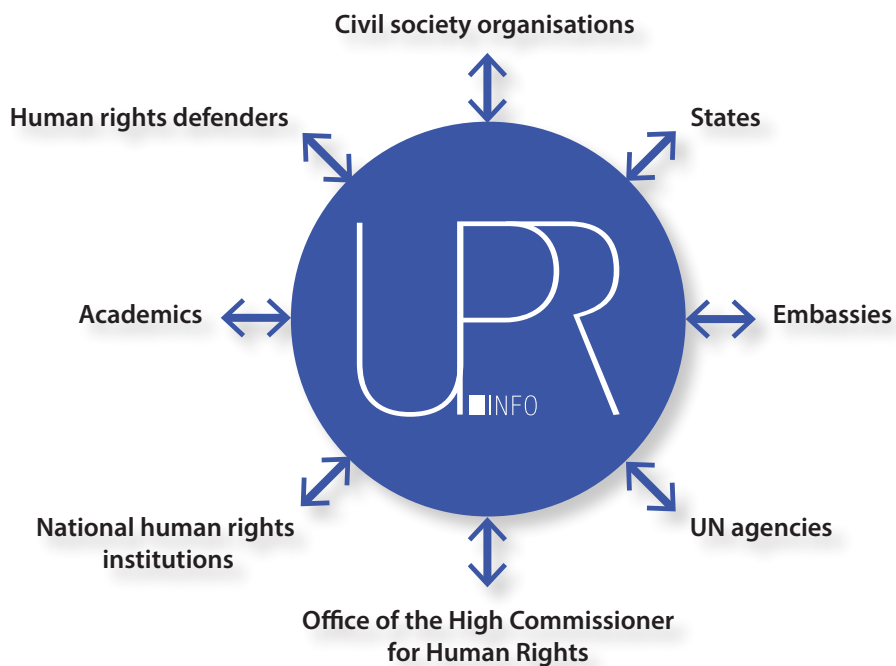 Civil society organisations
Human rights defenders
States
UPR
.INFO
Academics
Embassies
National human rights
institutions
UN agencies
Office of the High Commissioner
for Human Rights